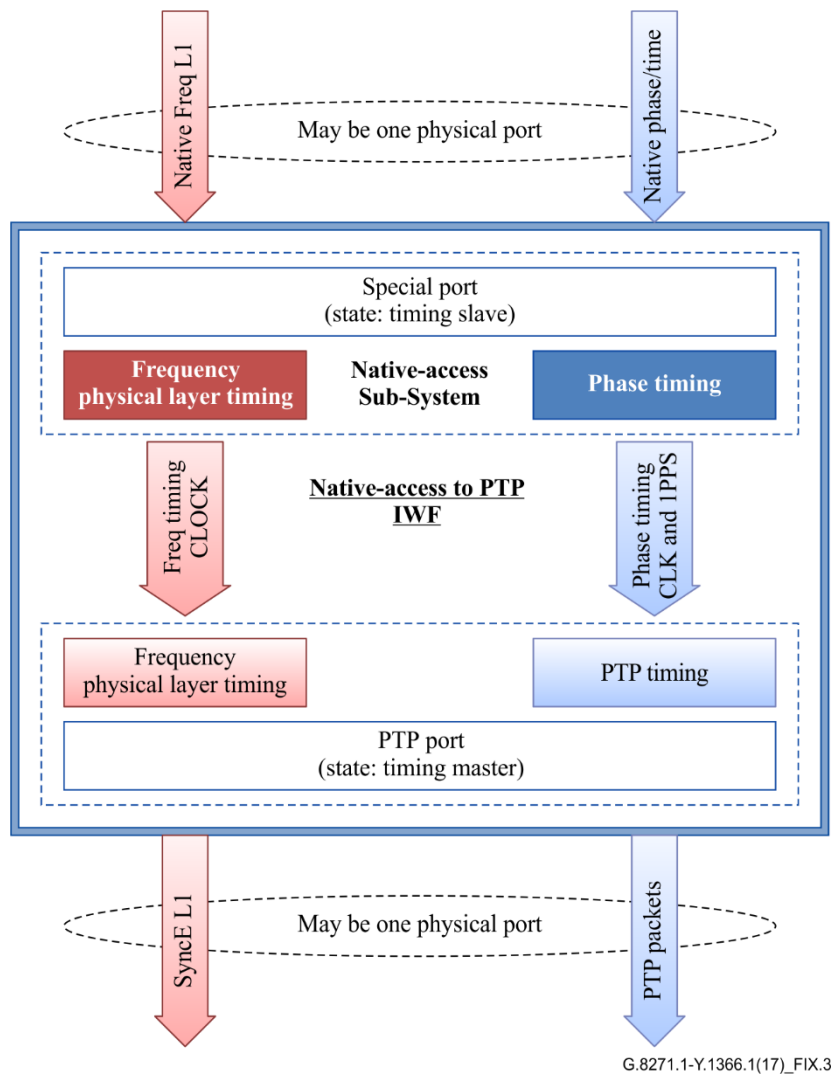 Native Freq L1
Native phase/time
May be one physical port
Special port
(state: timing slave)
Frequency
physical layer timing
Native-access
Sub-System
Phase timing
Freq timing
CLOCK
Native-access to PTP
IWF
Phase timing
CLK and 1PPS
Frequency
physical layer timing
PTP timing
PTP port
(state: timing master)
SyncE L1
May be one physical port
PTP packets
G.8271.1-Y.1366.1(17)_FIX.3